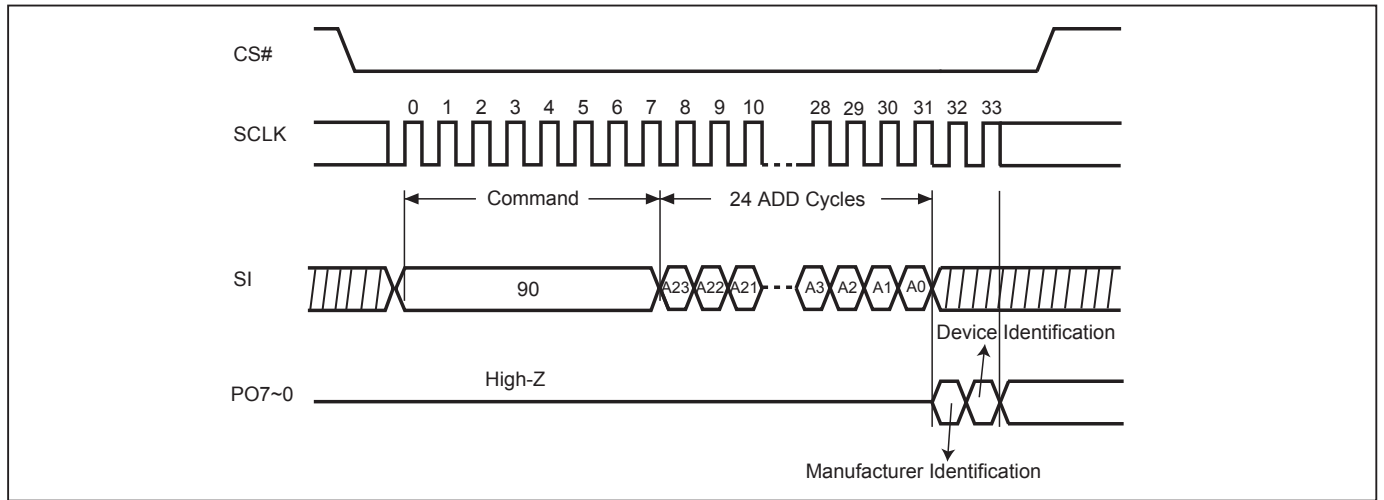 CS#
0 1 2 3 4 5 6 7 8 9 10 28 29 30 31 32 33
SCLK
Command 24 ADD Cycles
SI
90 A23 A22 A21 A3 A2 A1 A0
Device Identification
High-Z
PO7~0
Manufacturer Identification